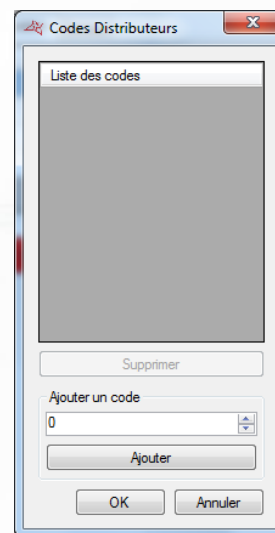 Codes Distributeurs
Liste des codes
Supprimer
Ajouter un code
0
Ajouter
OK
Annuler